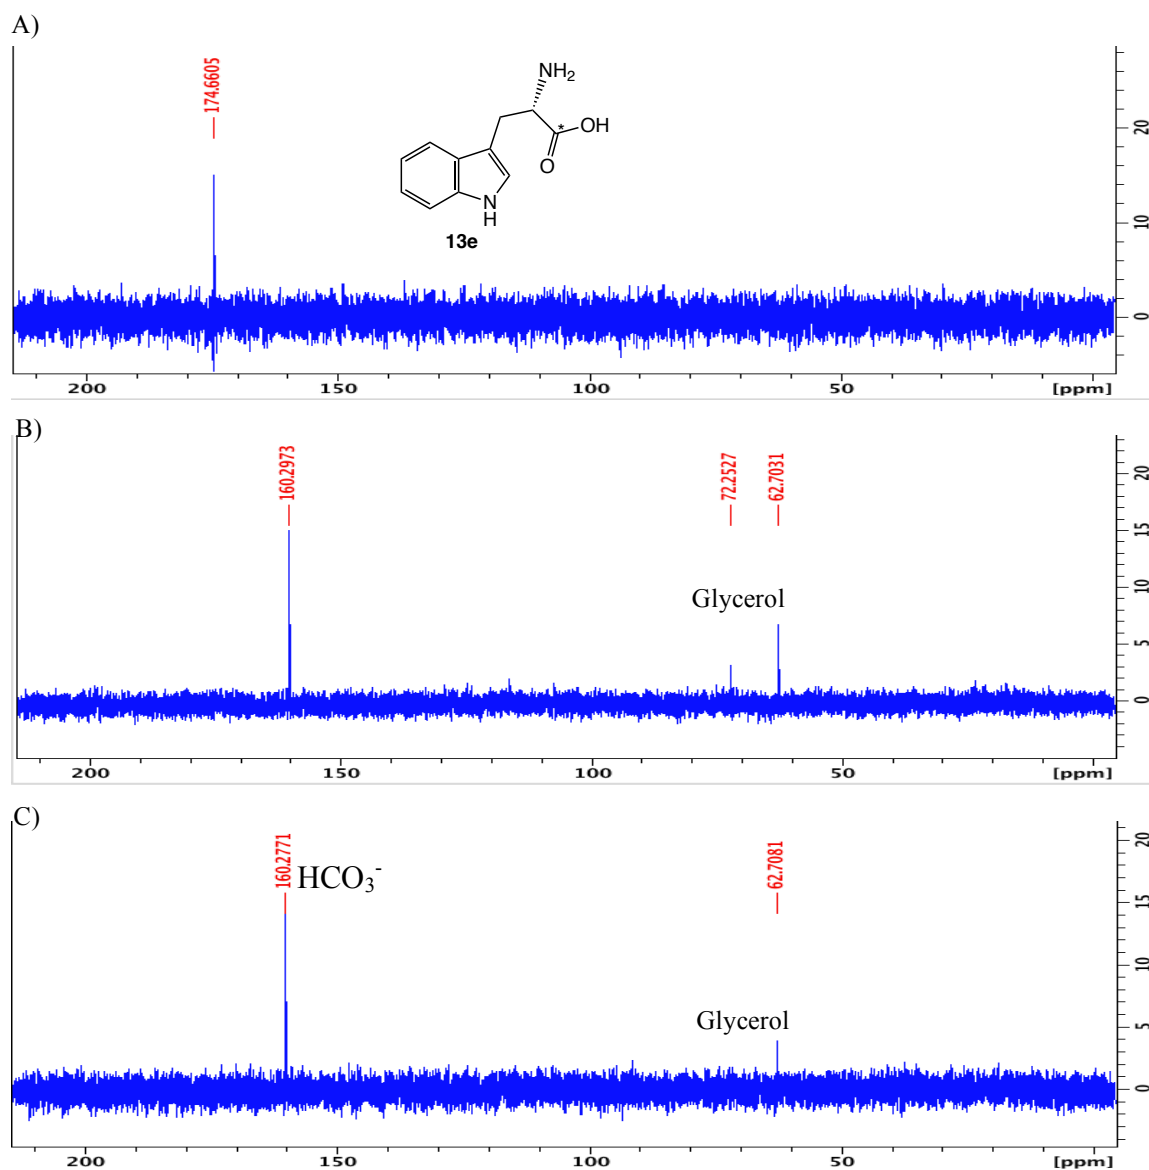 A)
174.6605
NH₂
*
OH
O
N
H
13e
20
10
0
200 150 100 50 [ppm]
B)
160.2973
72.2527
62.7031
Glycerol
20
15
10
5
0
200 150 100 50 [ppm]
C)
160.2771
HCO₃⁻
62.7081
Glycerol
20
15
10
5
0
200 150 100 50 [ppm]